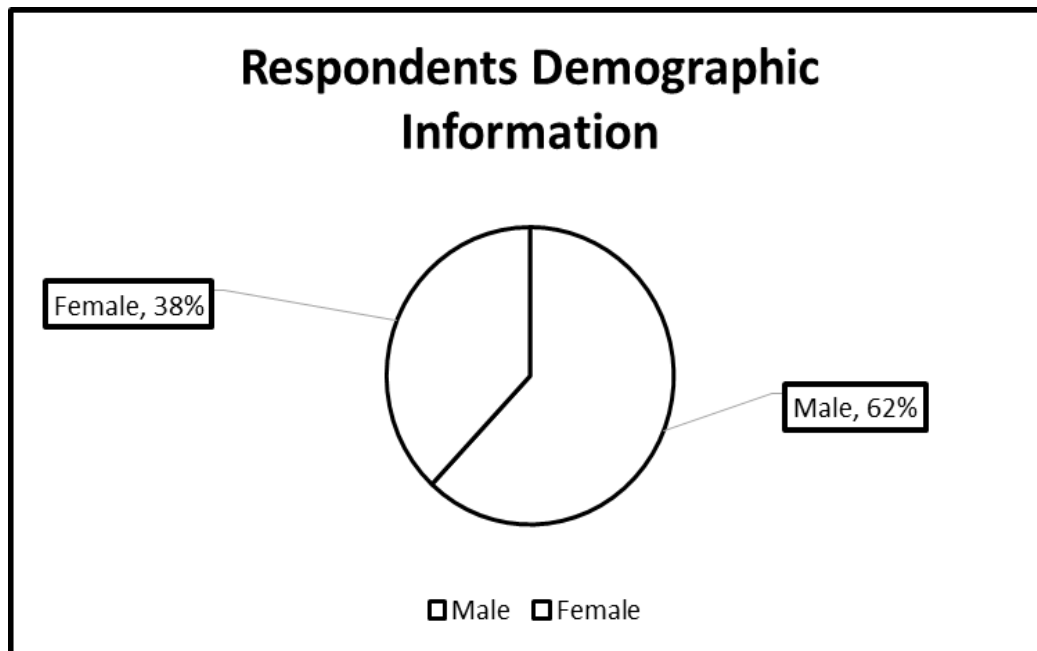 Respondents Demographic
Information
Female, 38%
Male, 62%
Male Female